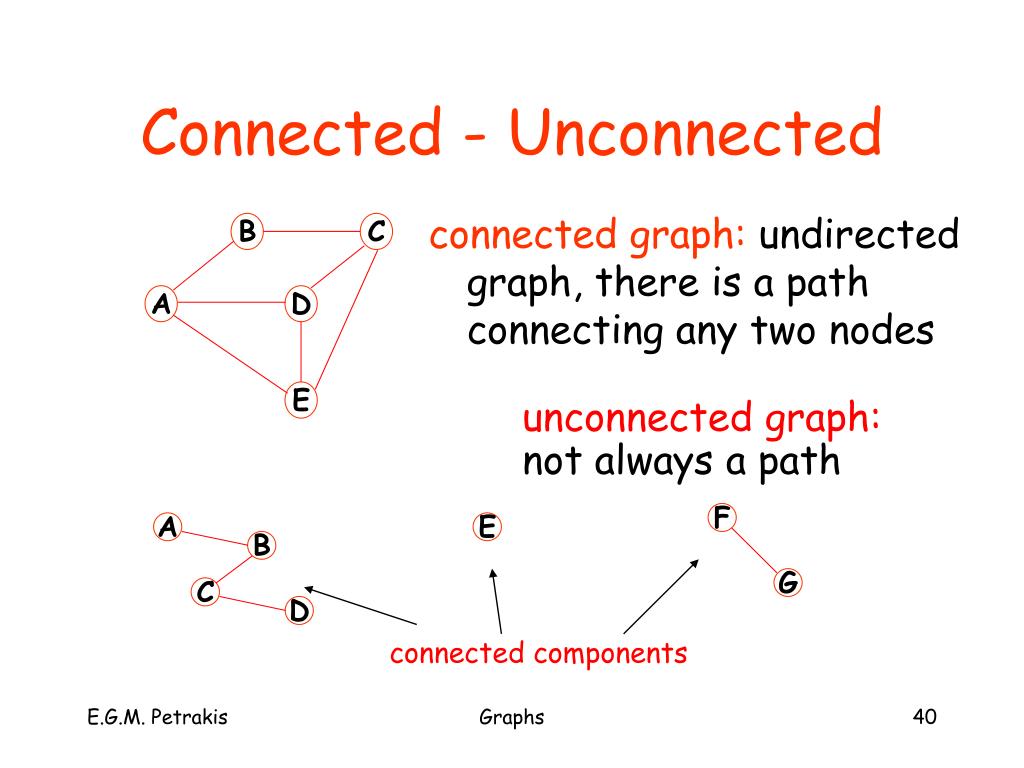 Connected - Unconnected
B
C
connected graph: undirected
graph, there is a path
connecting any two nodes
A
D
E
unconnected graph:
not always a path
A
B
C
D
E
F
G
connected components
E.G.M. Petrakis
Graphs
40